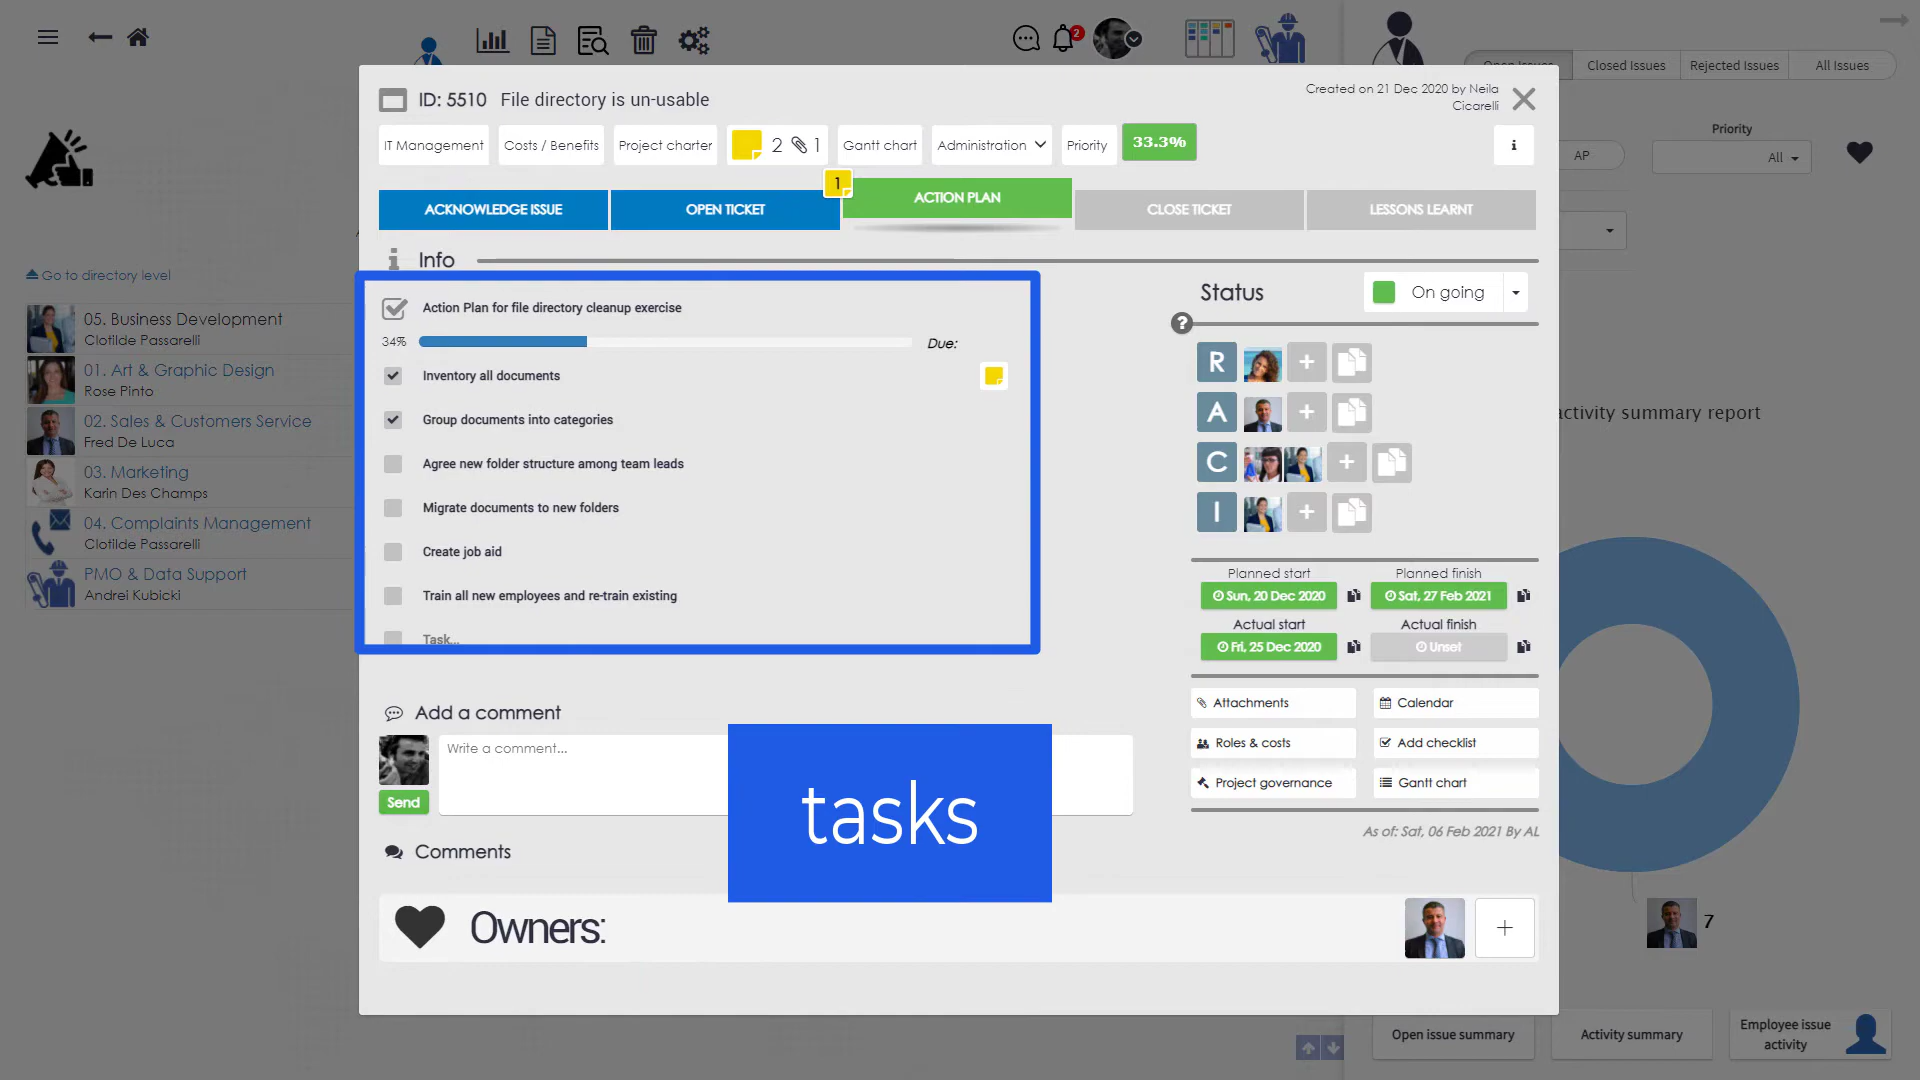 2
Open Issues
Closed Issues
Rejected Issues
All Issues
ID: 5510 File directory is un-usable
Created on 21 Dec 2020 by Neila
Cicarelli
IT Management
Costs / Benefits
Project charter
2
1
Gantt chart
Administration
Priority
33.3%
i
Priority
AP
All
1
ACKNOWLEDGE ISSUE
OPEN TICKET
ACTION PLAN
CLOSE TICKET
LESSONS LEARNT
Info
Go to directory level
05. Business Development
Clotilde Passarelli
01. Art & Graphic Design
Rose Pinto
02. Sales & Customers Service
Fred De Luca
03. Marketing
Karin Des Champs
04. Complaints Management
Clotilde Passarelli
PMO & Data Support
Andrei Kubicki
Action Plan for file directory cleanup exercise
34%
Due:
Inventory all documents
Group documents into categories
Agree new folder structure among team leads
Migrate documents to new folders
Create job aid
Train all new employees and re-train existing
Task...
Status
On going
?
R
A
C
I
Planned start
Planned finish
Sun, 20 Dec 2020
Sat, 27 Feb 2021
Actual start
Actual finish
Fri, 25 Dec 2020
Unset
Attachments
Calendar
Roles & costs
Add checklist
Project governance
Gantt chart
As of: Sat, 06 Feb 2021 By AL
Add a comment
Write a comment...
Send
tasks
Comments
Owners:
activity summary report
7
Open issue summary
Activity summary
Employee issue
activity